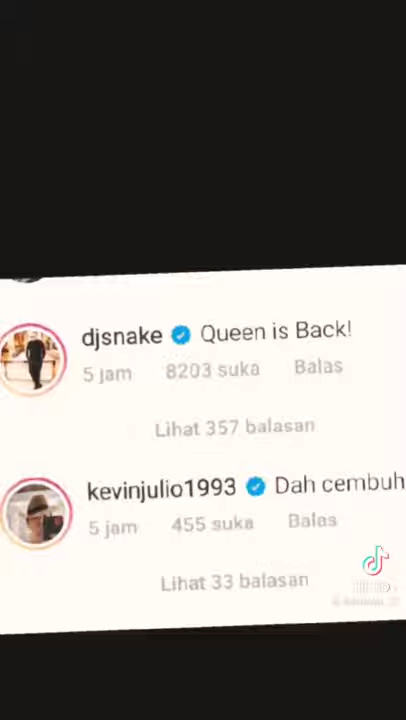 djsnake Queen is Back!
5 jam 8203 suka Balas
Lihat 357 balasan
kevinjulio1993 Dah cembuh
5 jam 455 suka Balas
Lihat 33 balasan